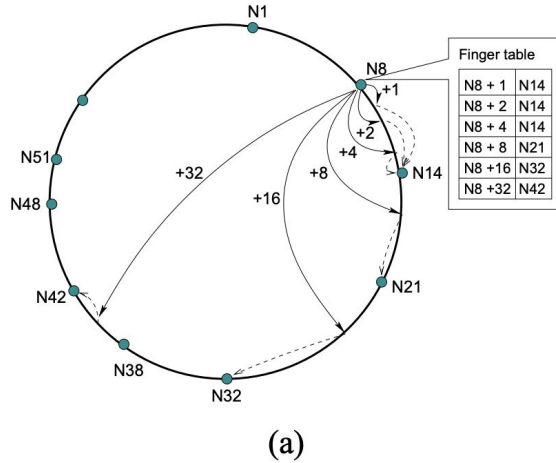 N1
N8
Finger table
+1
N8 + 1 N14
+2
N8 + 2 N14
N8 + 4 N14
+4
N8 + 8 N21
N51
+32
+8
N14
N8 +16 N32
N8 +32 N42
N48
+16
N42
N21
N38
N32
(a)